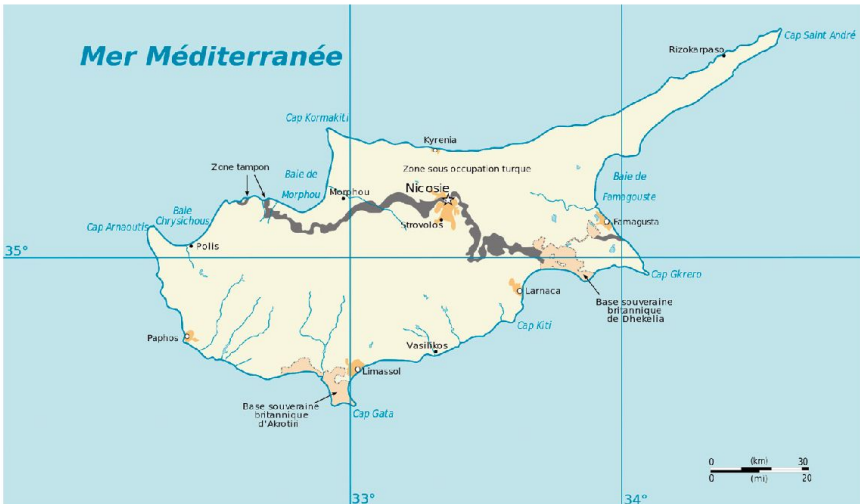 Mer Méditerranée
Rizokarpaso
Cap Saint André
Cap Kormakiti
Kyrenia
Zone tampon
Baie de
Morphou
Zone sous occupation turque
Nicosie
Morphou
Baie de
Famagouste
Baie
Chrysichous
Cap Arnaoutis
Strovolos
Famagusta
Polis
35°
Cap Gkrero
Larnaca
Base souveraine
britannique
de Dhekelia
Cap Kiti
Paphos
Vasilikos
Limassol
Base souveraine
britannique
d'Akrotiri
Cap Gata
0 (km) 30
0 (mi) 20
33°
34°